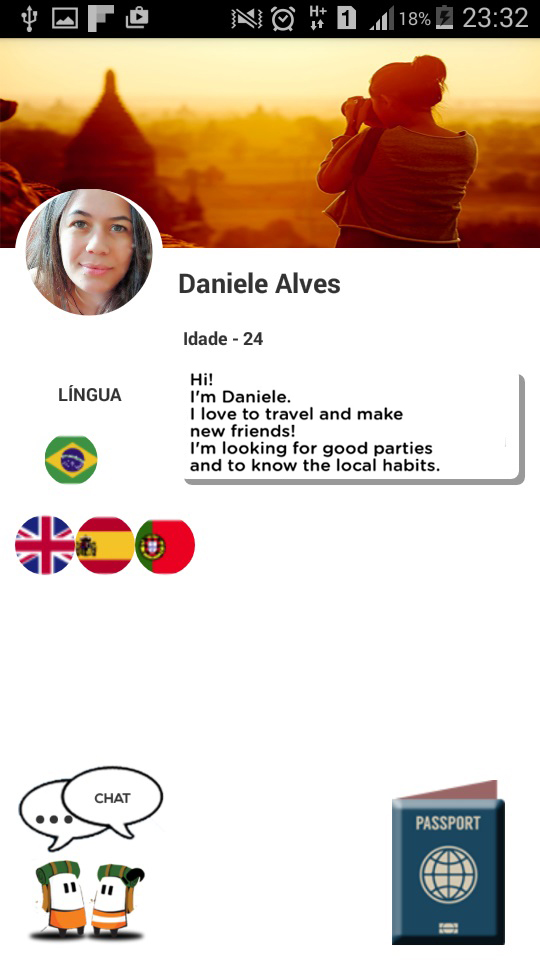 H+
1
18%
23:32
Daniele Alves
Idade - 24
LÍNGUA
Hi!
I'm Daniele.
I love to travel and make
new friends!
I'm looking for good parties
and to know the local habits.
CHAT
PASSPORT